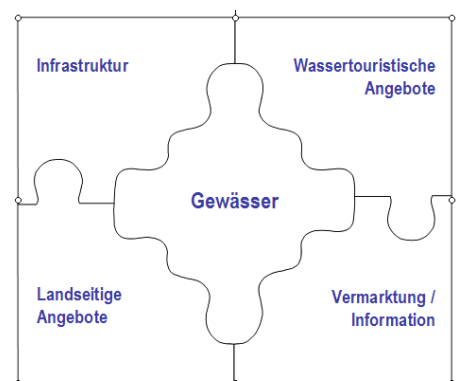 Infrastruktur
Wassertouristische
Angebote
Gewässer
Landseitige
Angebote
Vermarktung /
Information